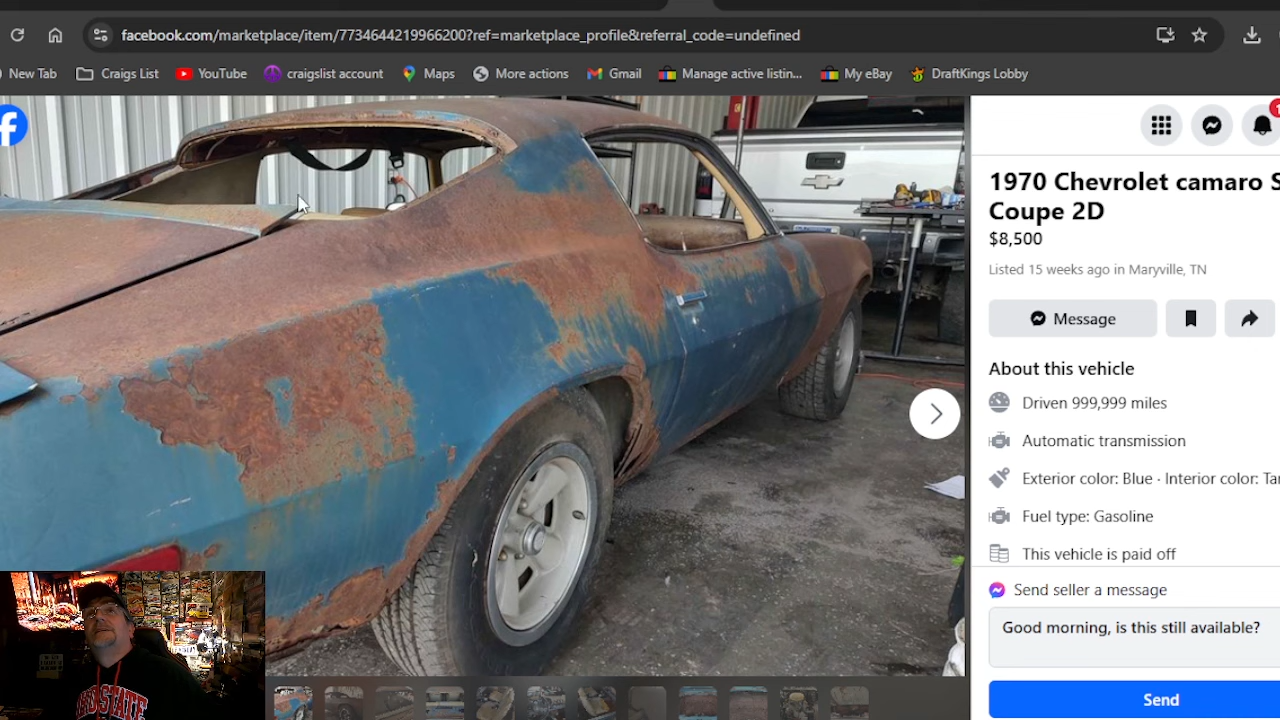 facebook.com/marketplace/item/7734644219966200?ref=marketplace_profile&referral_code=undefined
New Tab Craigs List YouTube craigslist account Maps More actions Gmail Manage active listin... My eBay DraftKings Lobby
1970 Chevrolet camaro S
Coupe 2D
$8,500
Listed 15 weeks ago in Maryville, TN
Message
About this vehicle
Driven 999,999 miles
Automatic transmission
Exterior color: Blue · Interior color: Tan
Fuel type: Gasoline
This vehicle is paid off
Send seller a message
Good morning, is this still available?
Send
STATE